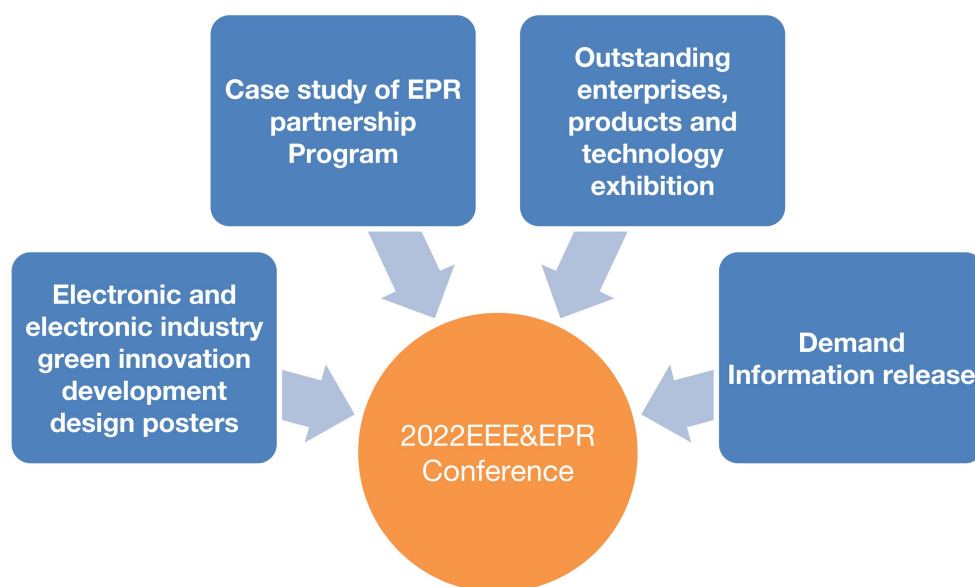 Case study of EPR
partnership
Program
Outstanding
enterprises,
products and
technology
exhibition
Electronic and
electronic industry
green innovation
development
design posters
Demand
Information release
2022EEE&EPR
Conference